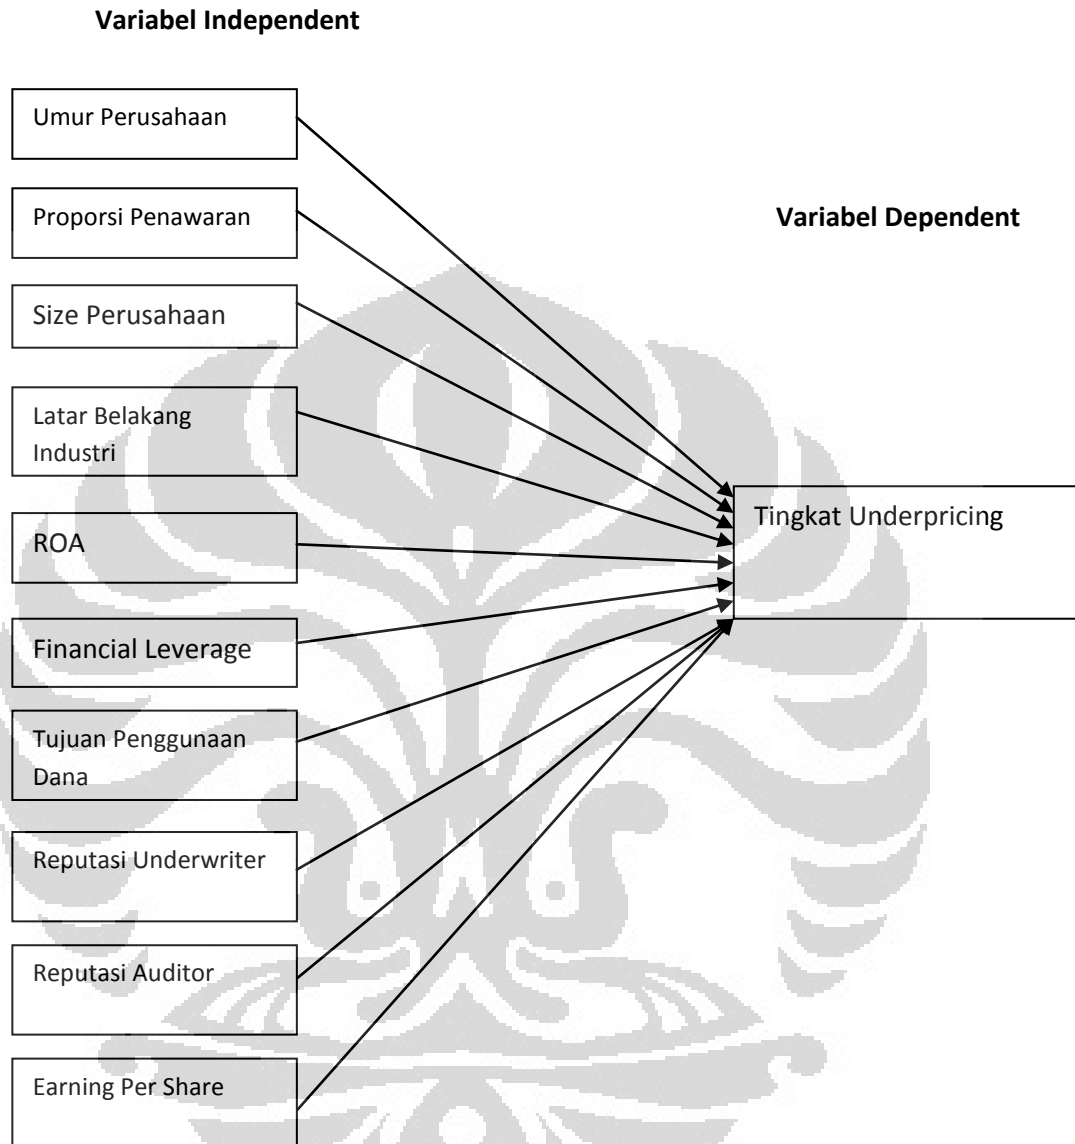 Variabel Independent
Umur Perusahaan
Proporsi Penawaran
Variabel Dependent
Size Perusahaan
Latar Belakang
Industri
Tingkat Underpricing
ROA
Financial Leverage
Tujuan Penggunaan
Dana
Reputasi Underwriter
Reputasi Auditor
Earning Per Share